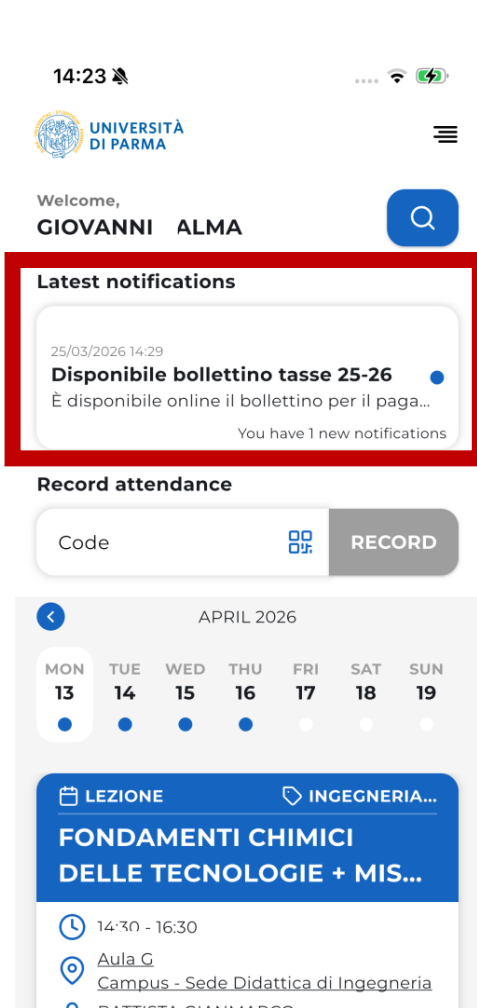 14:23
UNIVERSITÀ
DI PARMA
Welcome,
GIOVANNI ALMA
Latest notifications
25/03/2026 14:29
Disponibile bollettino tasse 25-26
È disponibile online il bollettino per il paga...
You have 1 new notifications
Record attendance
Code
RECORD
APRIL 2026
MON TUE WED THU FRI SAT SUN
13 14 15 16 17 18 19
LEZIONE INGEGNERIA...
FONDAMENTI CHIMICI
DELLE TECNOLOGIE + MIS...
14:30 - 16:30
Aula G
Campus - Sede Didattica di Ingegneria
BATTISTA GIANMARCO